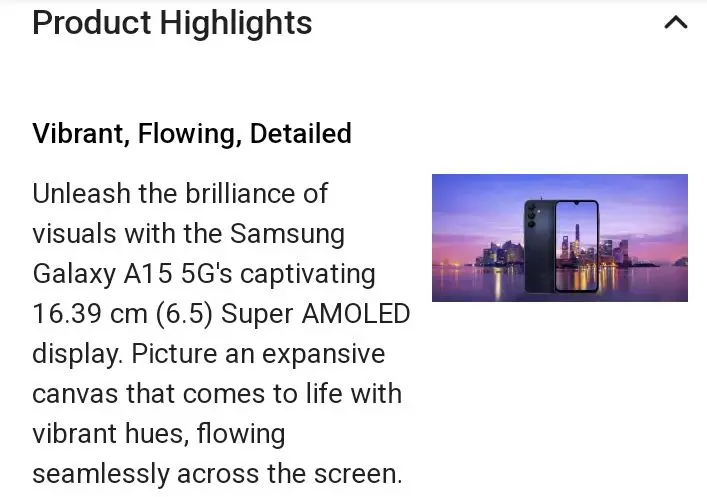 Product Highlights
Vibrant, Flowing, Detailed
Unleash the brilliance of
visuals with the Samsung
Galaxy A15 5G's captivating
16.39 cm (6.5) Super AMOLED
display. Picture an expansive
canvas that comes to life with
vibrant hues, flowing
seamlessly across the screen.